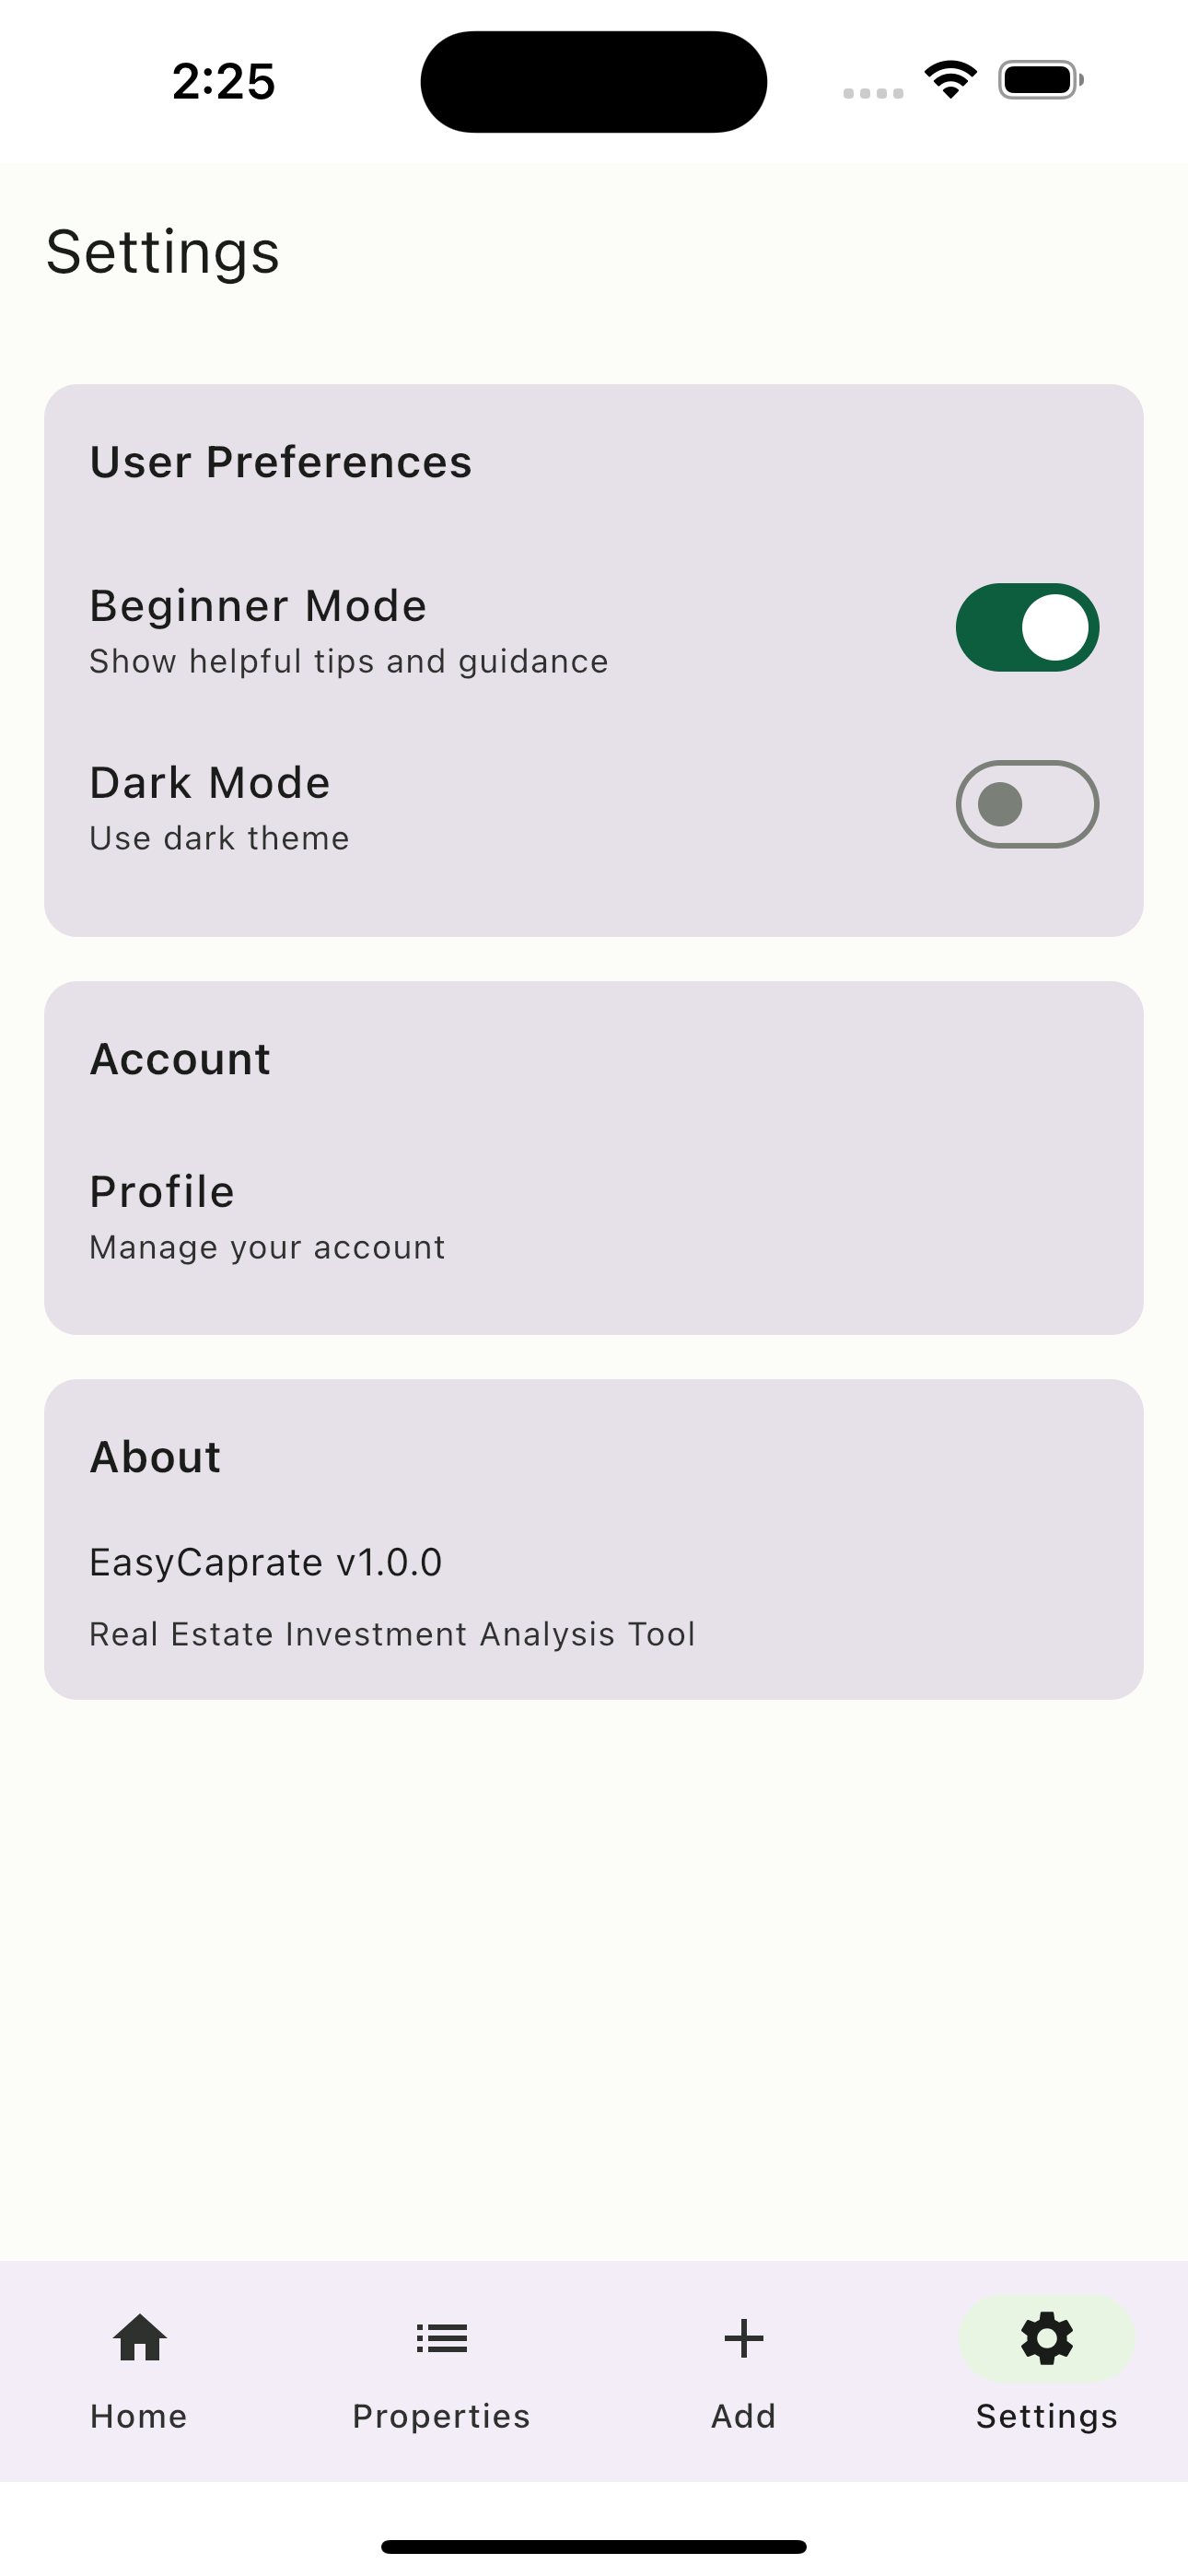 2:25
Settings
User Preferences
Beginner Mode
Show helpful tips and guidance
Dark Mode
Use dark theme
Account
Profile
Manage your account
About
EasyCaprate v1.0.0
Real Estate Investment Analysis Tool
Home
Properties
Add
Settings